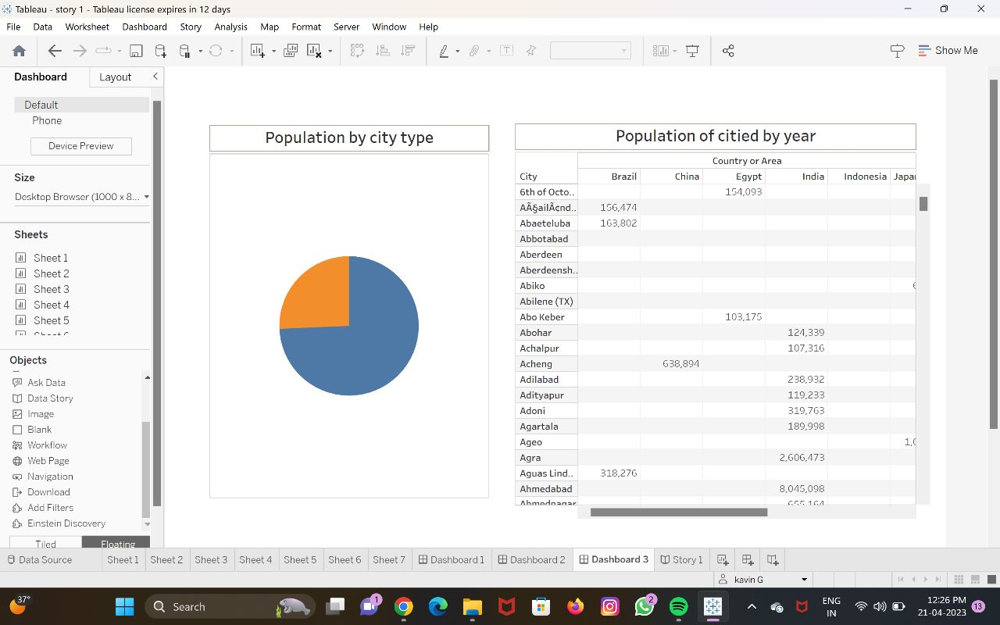 Tableau - story 1 - Tableau license expires in 12 days
File Data Worksheet Dashboard Story Analysis Map Format Server Window Help
Show Me
Dashboard Layout
Default
Phone
Device Preview
Size
Desktop Browser (1000 x 8...
Sheets
Sheet 1
Sheet 2
Sheet 3
Sheet 4
Sheet 5
Objects
Ask Data
Data Story
Image
Blank
Workflow
Web Page
Navigation
Download
Add Filters
Einstein Discovery
Tiled Floating
Population by city type
Population of citied by year
Country or Area
City Brazil China Egypt India Indonesia Japa
6th of Octo.. 154,093
AÃ§ailÃ¢nd.. 156,474
Abaeteluba 163,802
Abbotabad
Aberdeen
Aberdeensh..
Abiko
Abilene (TX)
Abo Keber 103,175
Abohar 124,339
Achalpur 107,316
Acheng 638,894
Adilabad 238,932
Adityapur 119,233
Adoni 319,763
Agartala 189,998
Ageo 1,0
Agra 2,606,473
Aguas Lind.. 318,276
Ahmedabad 8,045,098
Ahmednagar 655,164
Data Source Sheet 1 Sheet 2 Sheet 3 Sheet 4 Sheet 5 Sheet 6 Sheet 7 Dashboard 1 Dashboard 2 Dashboard 3 Story 1
kavin G
37°
Search
1
2
ENG
IN
12:26 PM
21-04-2023
13